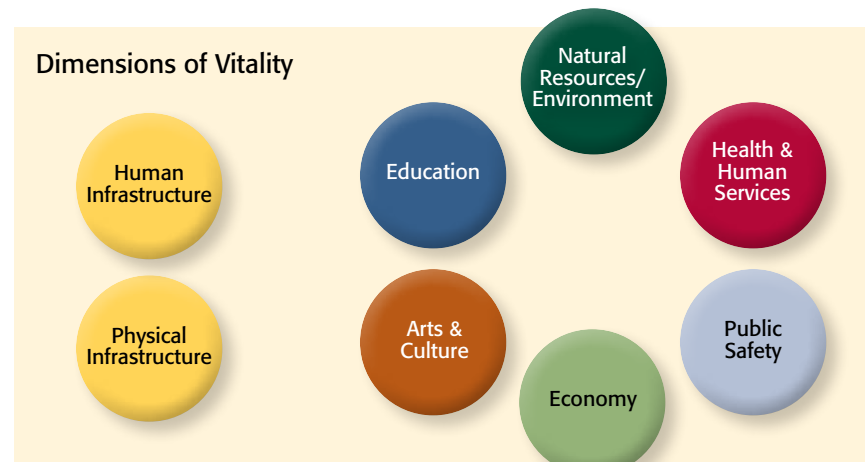 Dimensions of Vitality
Human
Infrastructure
Physical
Infrastructure
Education
Natural
Resources/
Environment
Health &
Human
Services
Arts &
Culture
Economy
Public
Safety